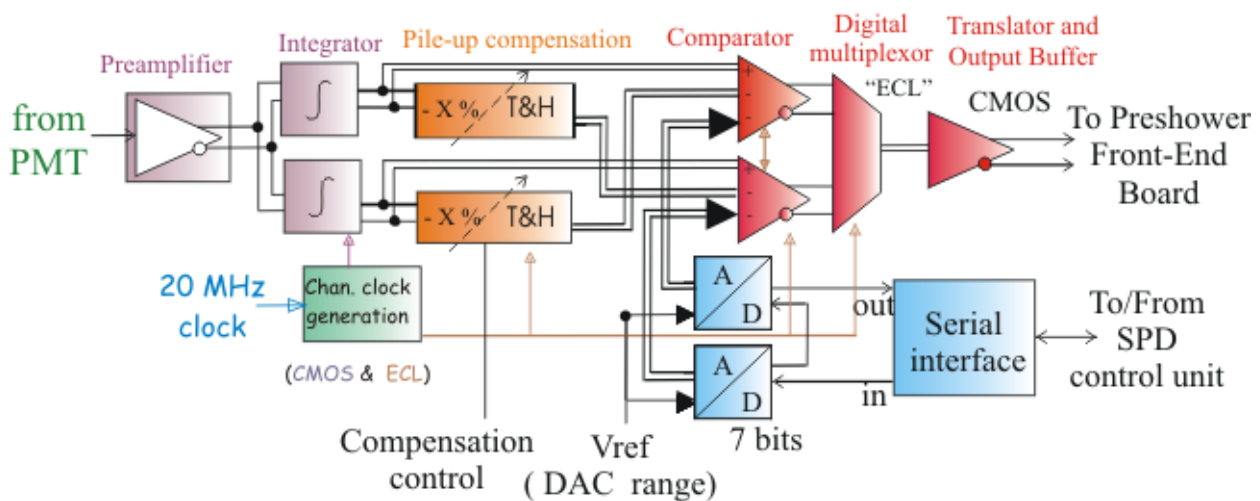 Translator and
Digital
Integrator
Pile-up compensation
Comparator
multiplexor
Output Buffer
Preamplifier
"ECL"
CMOS
from
PMT
∫
- X %
T&H
+
-
-
To Preshower
Front-End
Board
∫
- X %
T&H
+
-
-
20 MHz
clock
Chan. clock
generation
A
D
out
Serial
interface
To/From
SPD
control unit
(CMOS & ECL)
A
D
in
Compensation
control
Vref
( DAC range)
7 bits